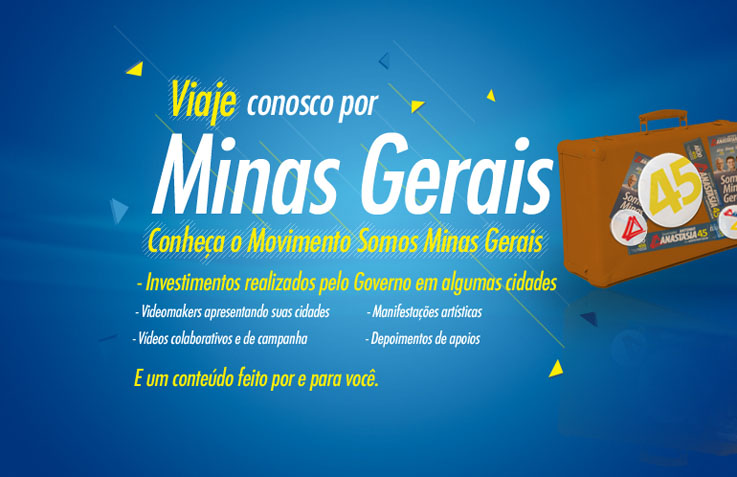 Viaje conosco por
Minas Gerais
Conheça o Movimento Somos Minas Gerais
- Investimentos realizados pelo Governo em algumas cidades
- Videomakers apresentando suas cidades
- Manifestações artísticas
- Vídeos colaborativos e de campanha
- Depoimentos de apoios
E um conteúdo feito por e para você.
45
ANASTASIA 45